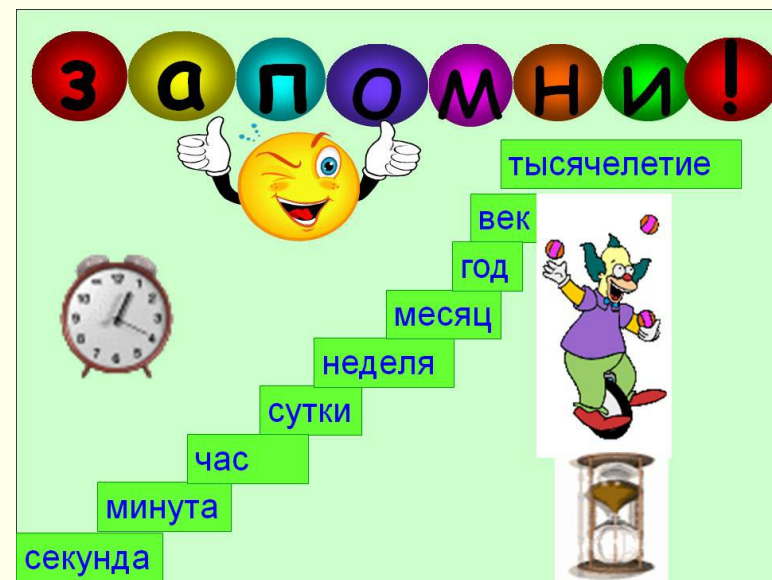 запомни!
тысячелетие
век
год
месяц
неделя
сутки
час
минута
секунда